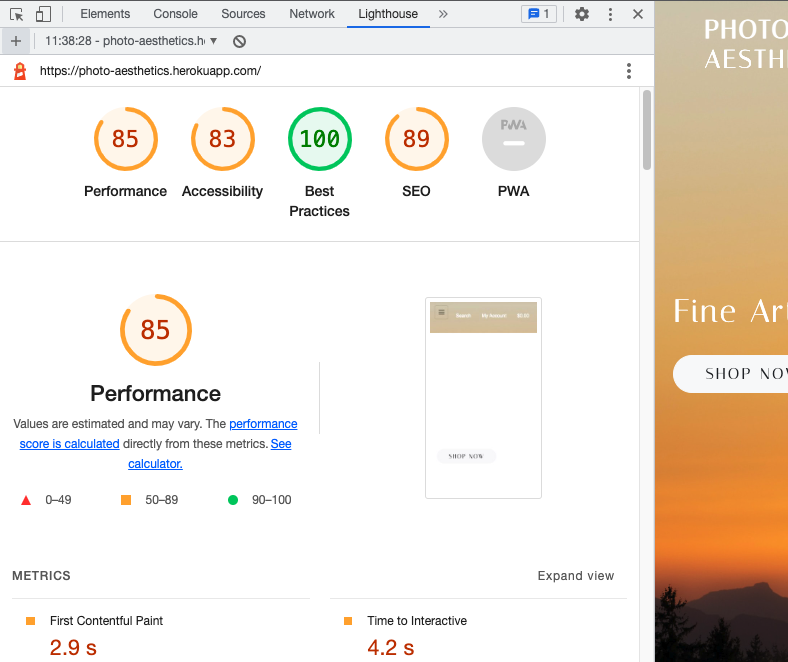 Elements Console Sources Network Lighthouse » 1
+ 11:38:28 - photo-aesthetics.h
https://photo-aesthetics.herokuapp.com/
85 83 100 89 PWA
Performance Accessibility Best Practices SEO PWA
85
Performance
Values are estimated and may vary. The performance
score is calculated directly from these metrics. See
calculator.
0–49 50–89 90–100
Search My Account $0.00
SHOP NOW
METRICS Expand view
First Contentful Paint
2.9 s
Time to Interactive
4.2 s
PHOTO
AESTH
Fine Art
SHOP NOW